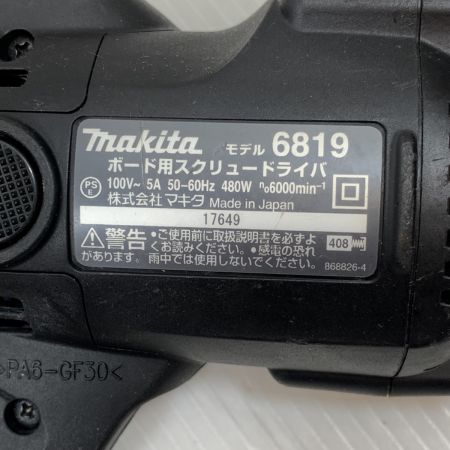 makita モデル 6819
ボード用スクリュードライバ
PS E 100V~ 5A 50-60Hz 480W n₀6000min⁻¹
株式会社 マキタ Made in Japan
17649
警告 • ご使用前に取扱説明書を必ずよ
くお読みください。• 感電の恐れ
があります。雨中では使用しないでください。
408
868826-4
>PA6-GF30<